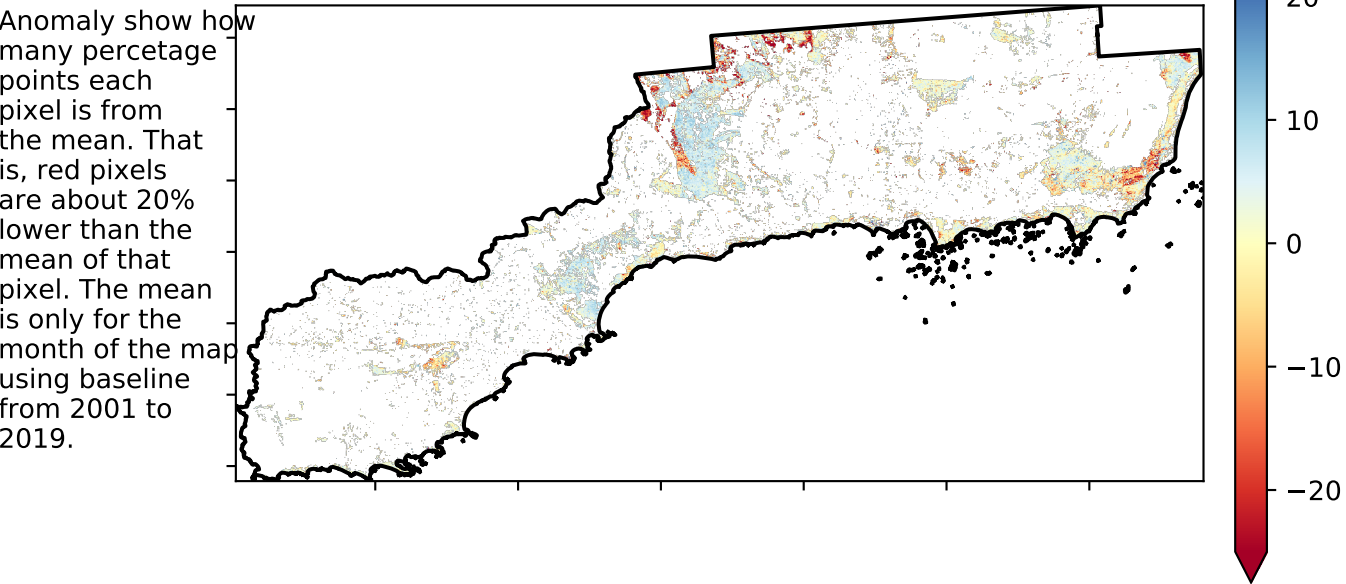 Anomaly show how
many percetage
points each
pixel is from
the mean. That
is, red pixels
are about 20%
lower than the
mean of that
pixel. The mean
is only for the
month of the map
using baseline
from 2001 to
2019.
20
10
0
−10
−20